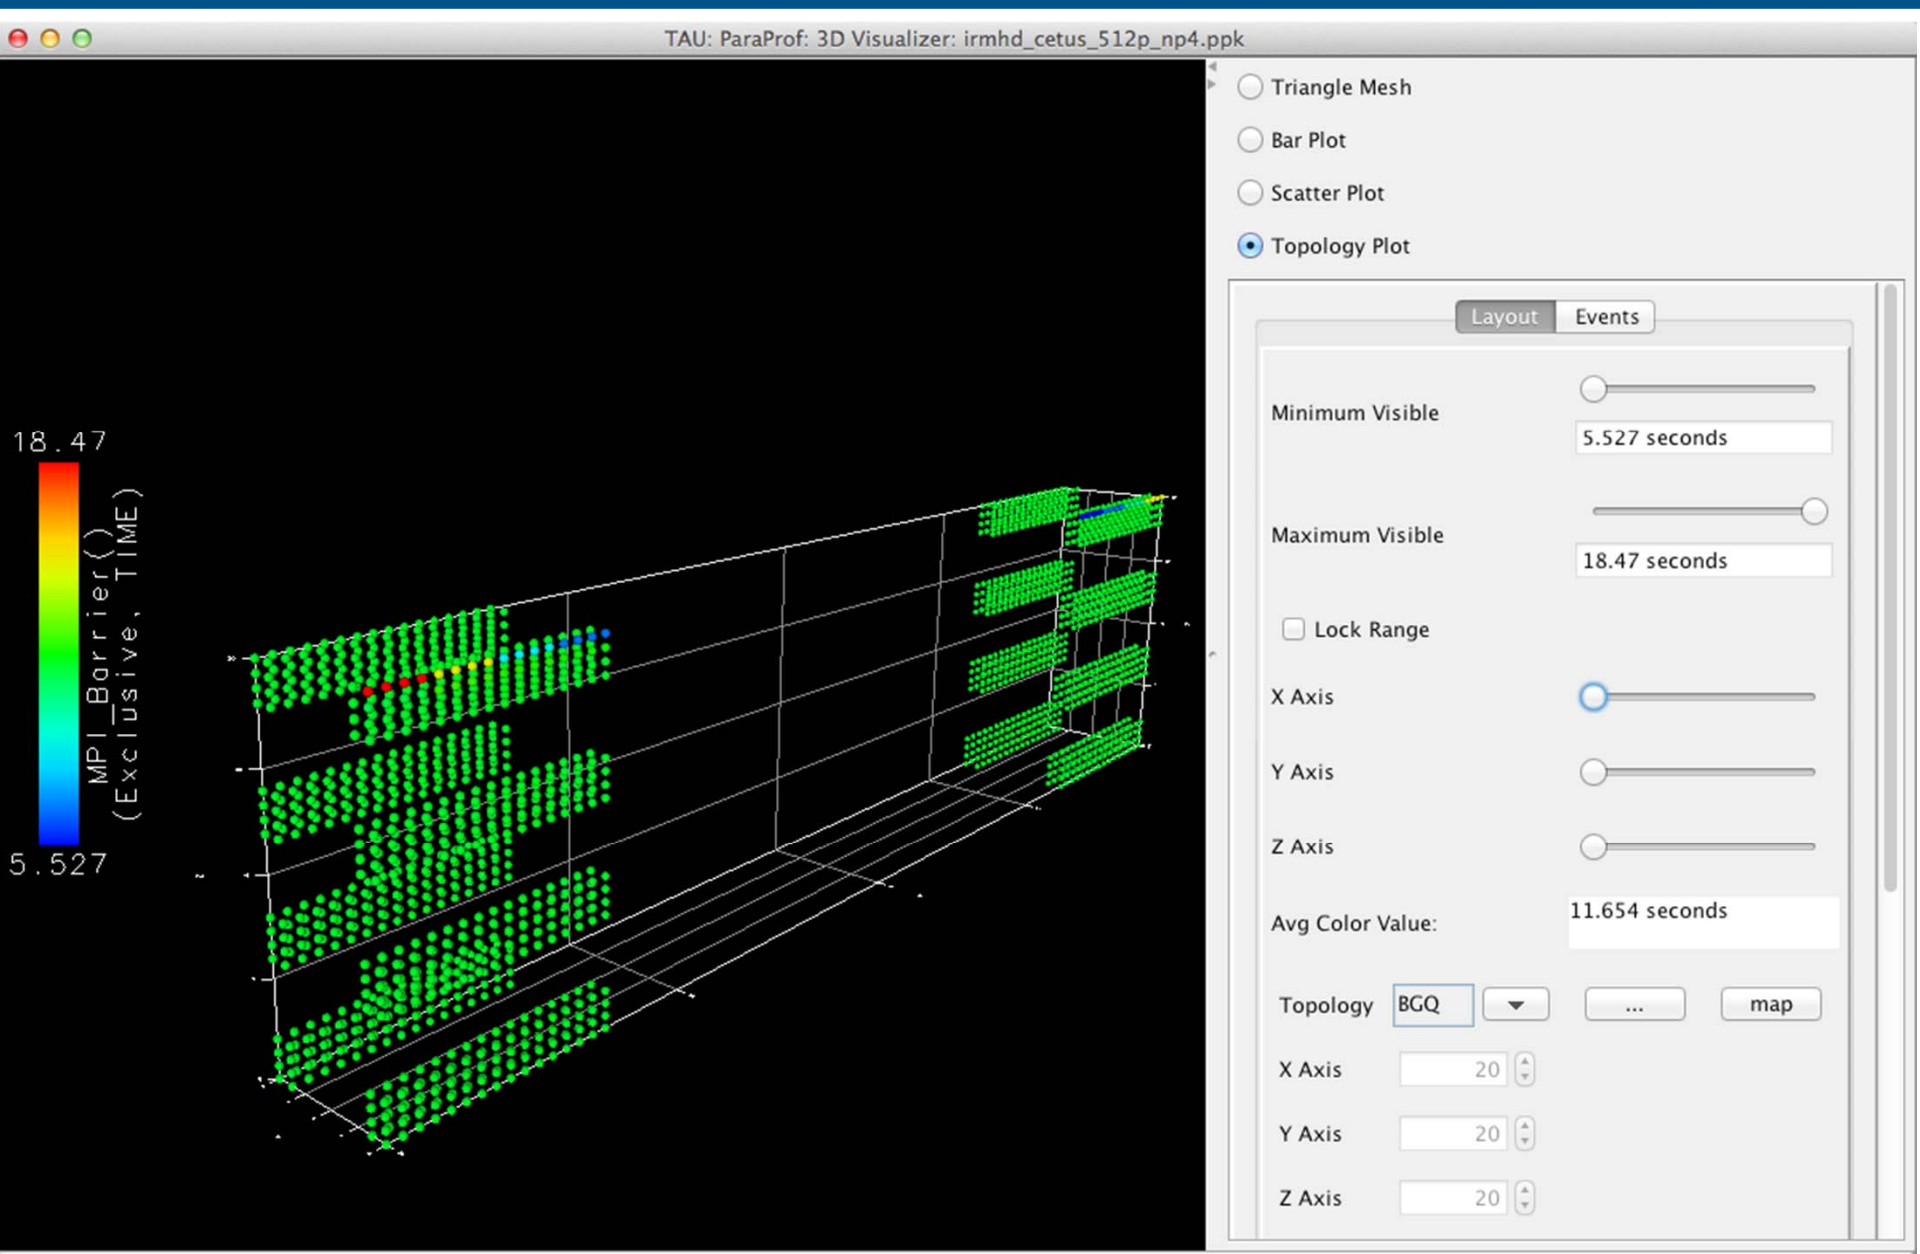 TAU: ParaProf: 3D Visualizer: irmhd_cetus_512p_np4.ppk
18.47
MPI_Barrier()
(Exclusive, TIME)
5.527
Triangle Mesh
Bar Plot
Scatter Plot
Topology Plot
Layout Events
Minimum Visible
5.527 seconds
Maximum Visible
18.47 seconds
Lock Range
X Axis
Y Axis
Z Axis
Avg Color Value:
11.654 seconds
Topology BGQ ... map
X Axis 20
Y Axis 20
Z Axis 20